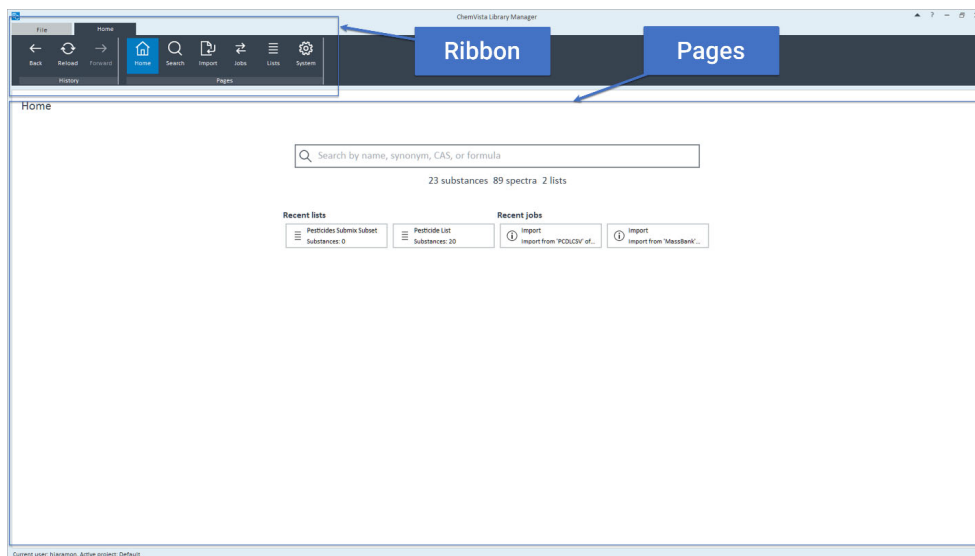 ChemVista Library Manager
File Home
Ribbon Pages
Back Reload Forward Home Search Import Jobs Lists System
History Pages
Home
Search by name, synonym, CAS, or formula
23 substances 89 spectra 2 lists
Recent lists Recent jobs
Pesticides Submix Subset Pesticide List Import Import
Substances: 0 Substances: 20 Import from 'PCDLCSV' of... Import from 'MassBank'...
Current user: Active project: Default